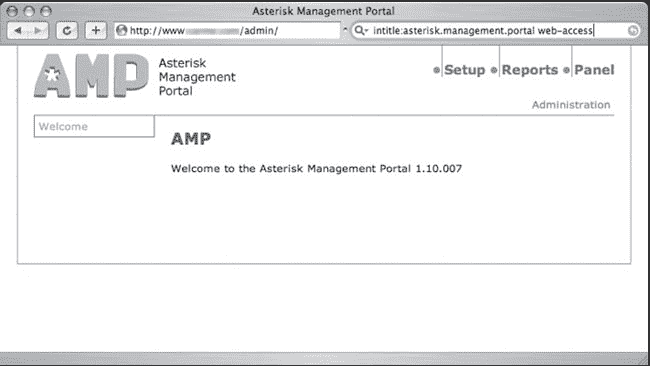 Asterisk Management Portal
http://www. /admin/
intitle:asterisk.management.portal web-access
AMP
Asterisk
Management
Portal
Setup Reports Panel
Administration
Welcome
AMP
Welcome to the Asterisk Management Portal 1.10.007